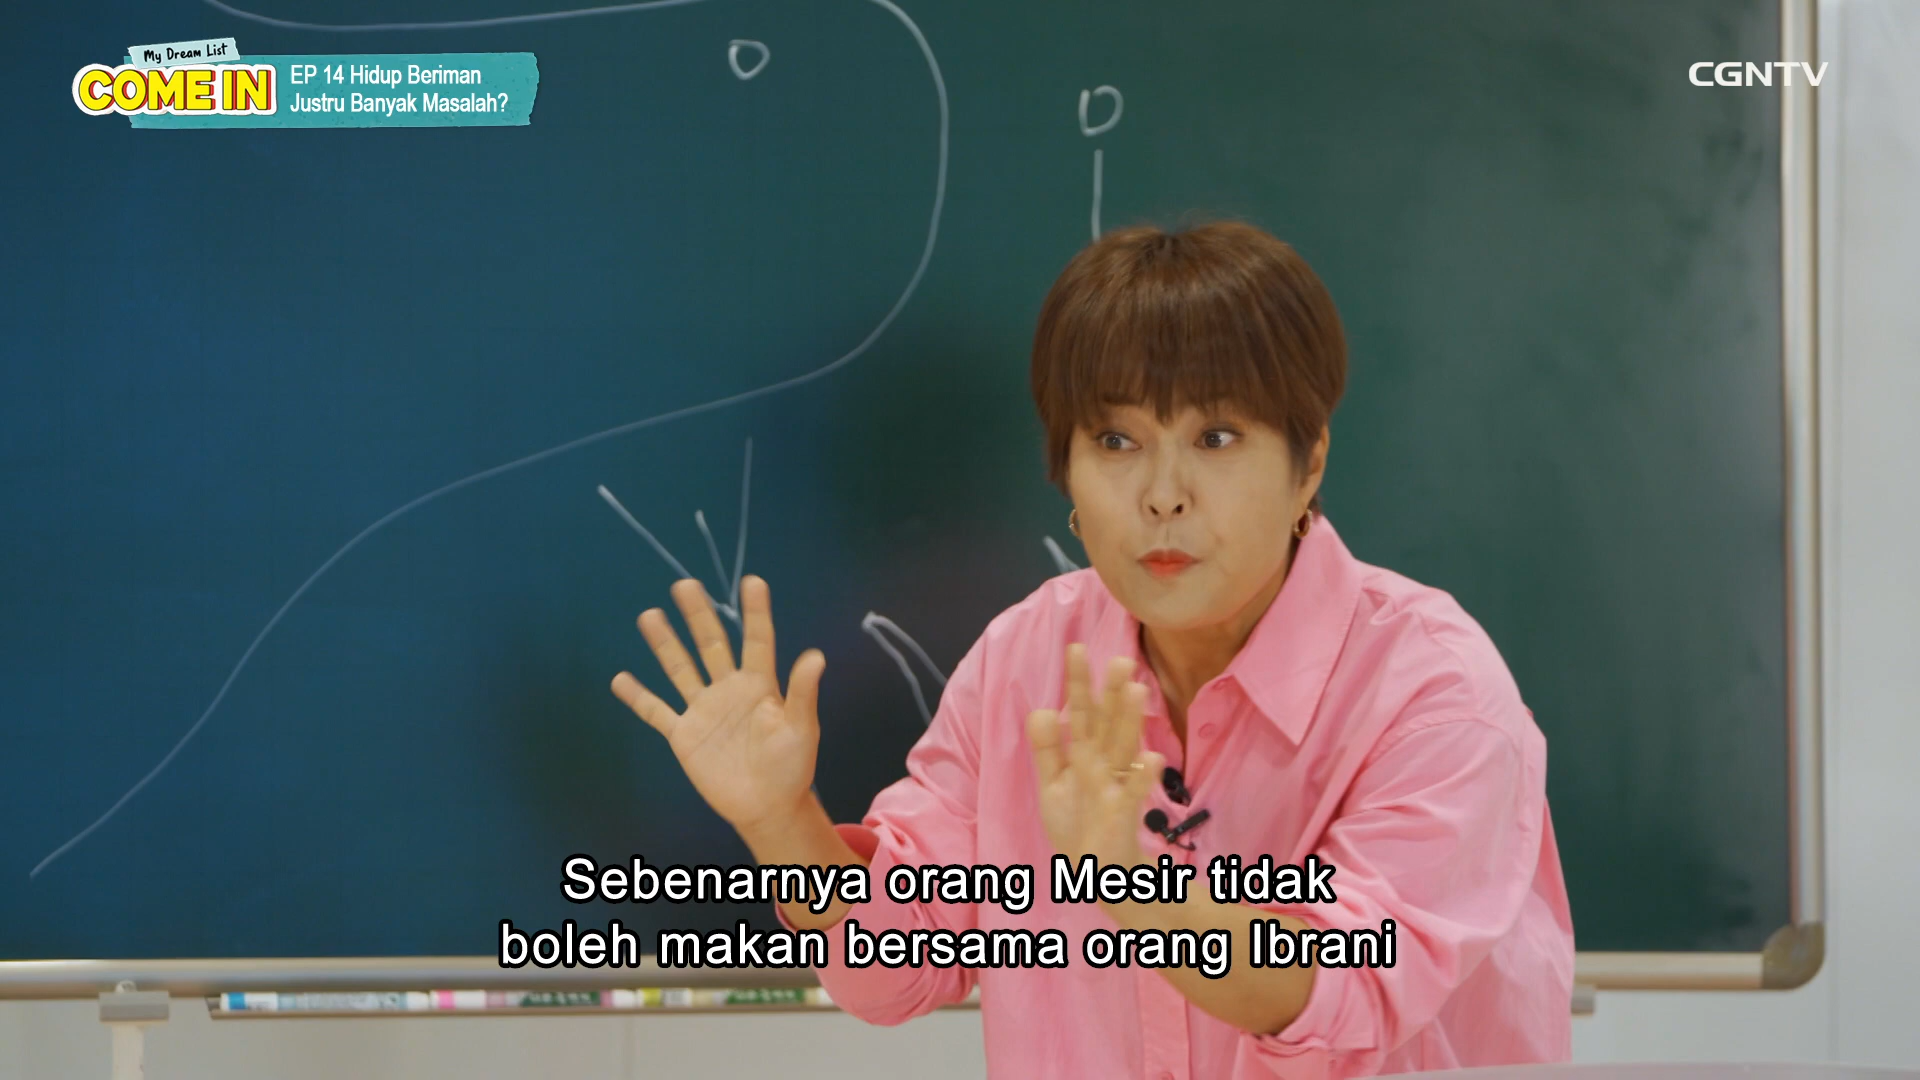 My Dream List
COME IN
EP 14 Hidup Beriman
Justru Banyak Masalah?
CGNTV
Sebenarnya orang Mesir tidak
boleh makan bersama orang Ibrani